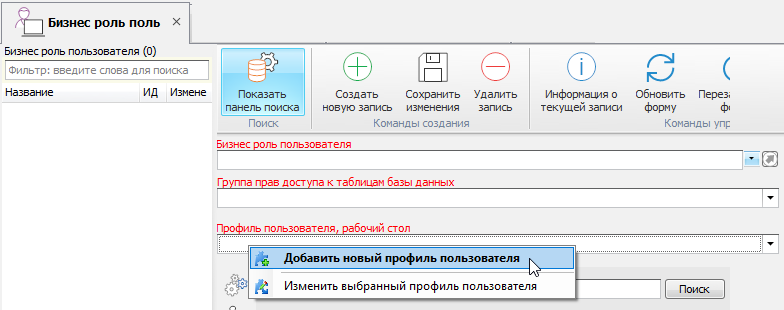 Бизнес роль поль
Бизнес роль пользователя (0)
Фильтр: введите слова для поиска
Название ИД Измене
Показать панель поиска
Поиск
Создать новую запись
Сохранить изменения
Удалить запись
Команды создания
Информация о текущей записи
Обновить форму
Переза
фо
Команды упр
Бизнес роль пользователя
Группа прав доступа к таблицам базы данных
Профиль пользователя, рабочий стол
Добавить новый профиль пользователя
Изменить выбранный профиль пользователя
Поиск